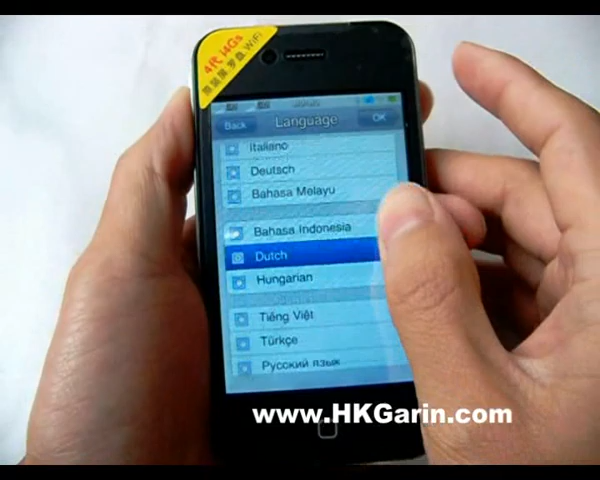 4代 i4Gs
Back
Language
OK
Italiano
Deutsch
Bahasa Melayu
Bahasa Indonesia
Dutch
Hungarian
Tiếng Việt
Türkçe
Русский язык
www.HKGarin.com